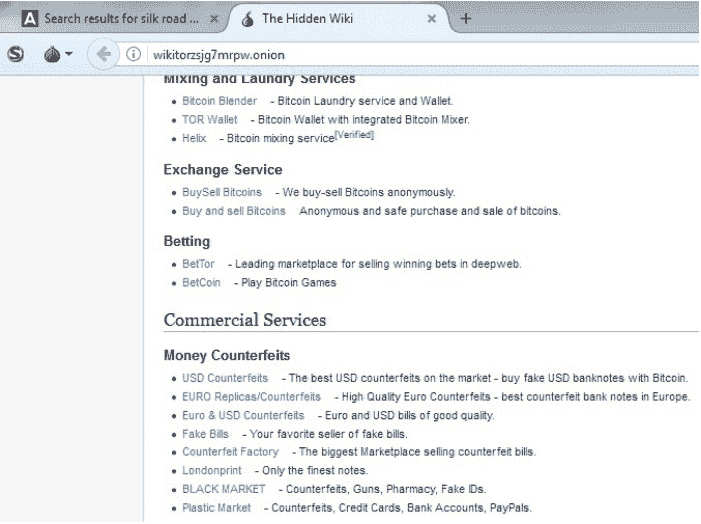 Search results for silk road ...
The Hidden Wiki
wikitorzsjg7mrpw.onion
Mixing and Laundry Services
Bitcoin Blender - Bitcoin Laundry service and Wallet.
TOR Wallet - Bitcoin Wallet with integrated Bitcoin Mixer.
Helix - Bitcoin mixing service[Verified]
Exchange Service
BuySell Bitcoins - We buy-sell Bitcoins anonymously.
Buy and sell Bitcoins Anonymous and safe purchase and sale of bitcoins.
Betting
BetTor - Leading marketplace for selling winning bets in deepweb.
BetCoin - Play Bitcoin Games
Commercial Services
Money Counterfeits
USD Counterfeits - The best USD counterfeits on the market - buy fake USD banknotes with Bitcoin.
EURO Replicas/Counterfeits - High Quality Euro Counterfeits - best counterfeit bank notes in Europe.
Euro & USD Counterfeits - Euro and USD bills of good quality.
Fake Bills - Your favorite seller of fake bills.
Counterfeit Factory - The biggest Marketplace selling counterfeit bills.
Londonprint - Only the finest notes.
BLACK MARKET - Counterfeits, Guns, Pharmacy, Fake IDs.
Plastic Market - Counterfeits, Credit Cards, Bank Accounts, PayPals.